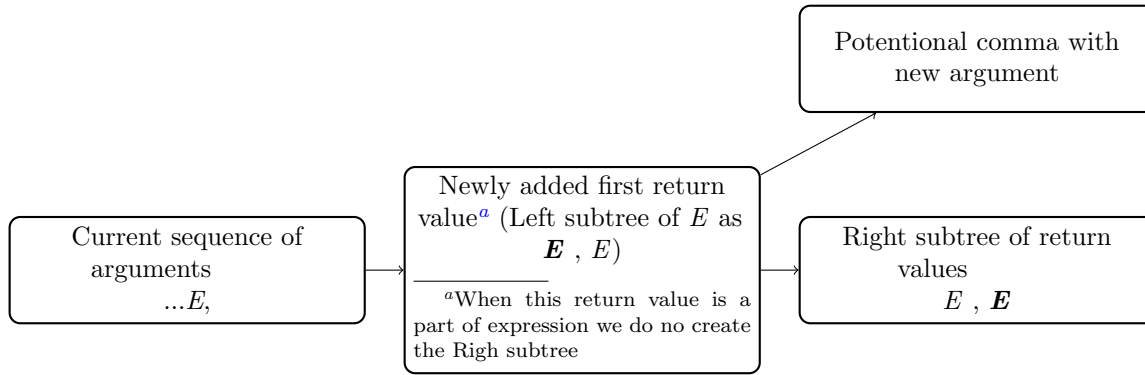 Potentional comma with
new argument
Current sequence of
arguments
...E,
Newly added first return
valueᵃ (Left subtree of E as
E , E)
ᵃWhen this return value is a
part of expression we do no create
the Righ subtree
Right subtree of return
values
E , E